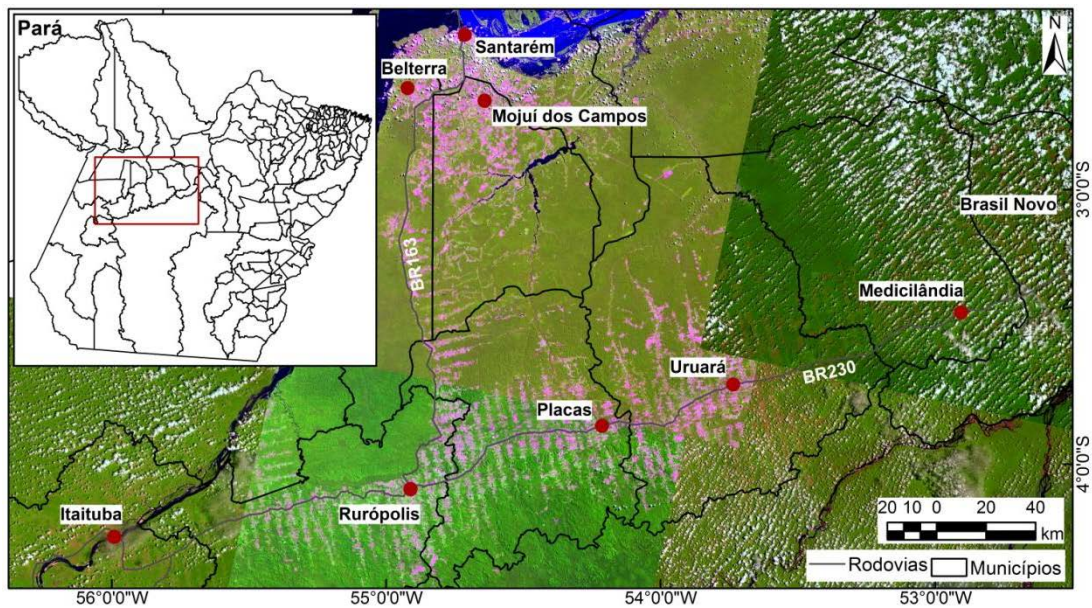 Pará
N
Santarém
Belterra
Mojuí dos Campos
3°0'0"S
Brasil Novo
BR163
Medicilândia
Uruará
BR230
Placas
4°0'0"S
Rurópolis
Itaituba
20 10 0 20 40
km
Rodovias Municípios
56°0'0"W 55°0'0"W 54°0'0"W 53°0'0"W